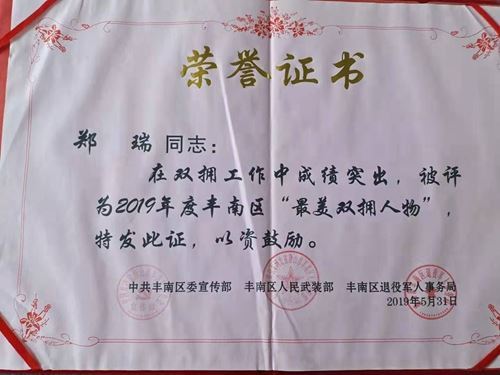 荣誉证书
郑 瑞 同志：
在双拥工作中成绩突出，被评
为2019年度丰南区“最美双拥人物”，
特发此证，以资鼓励。
中共丰南区委宣传部 丰南区人民武装部 丰南区退役军人事务局
2019年5月31日